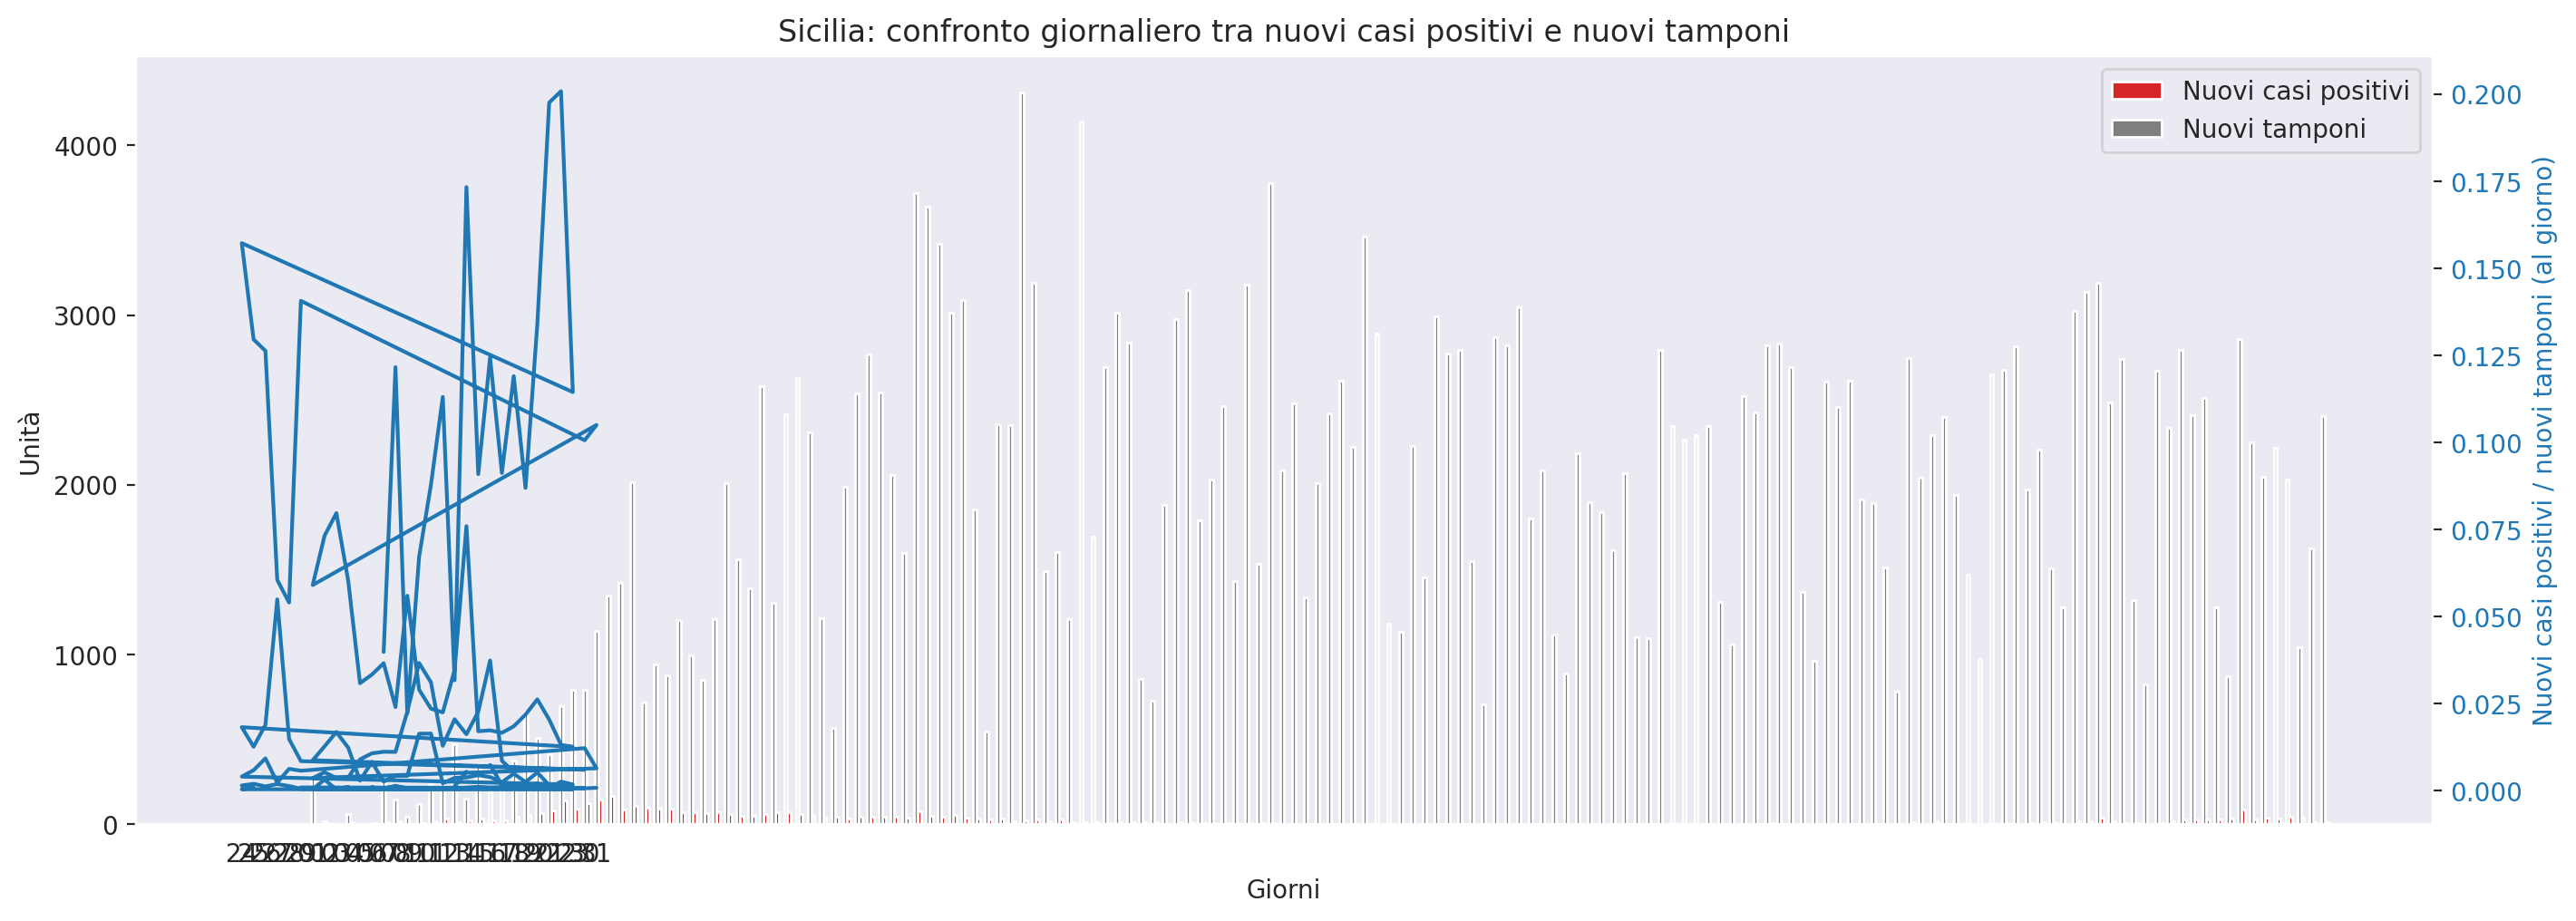 Sicilia: confronto giornaliero tra nuovi casi positivi e nuovi tamponi
Nuovi casi positivi
Nuovi tamponi
Unità
4000
3000
2000
1000
0
0.200
0.175
0.150
0.125
0.100
0.075
0.050
0.025
0.000
Nuovi casi positivi / nuovi tamponi (al giorno)
Giorni